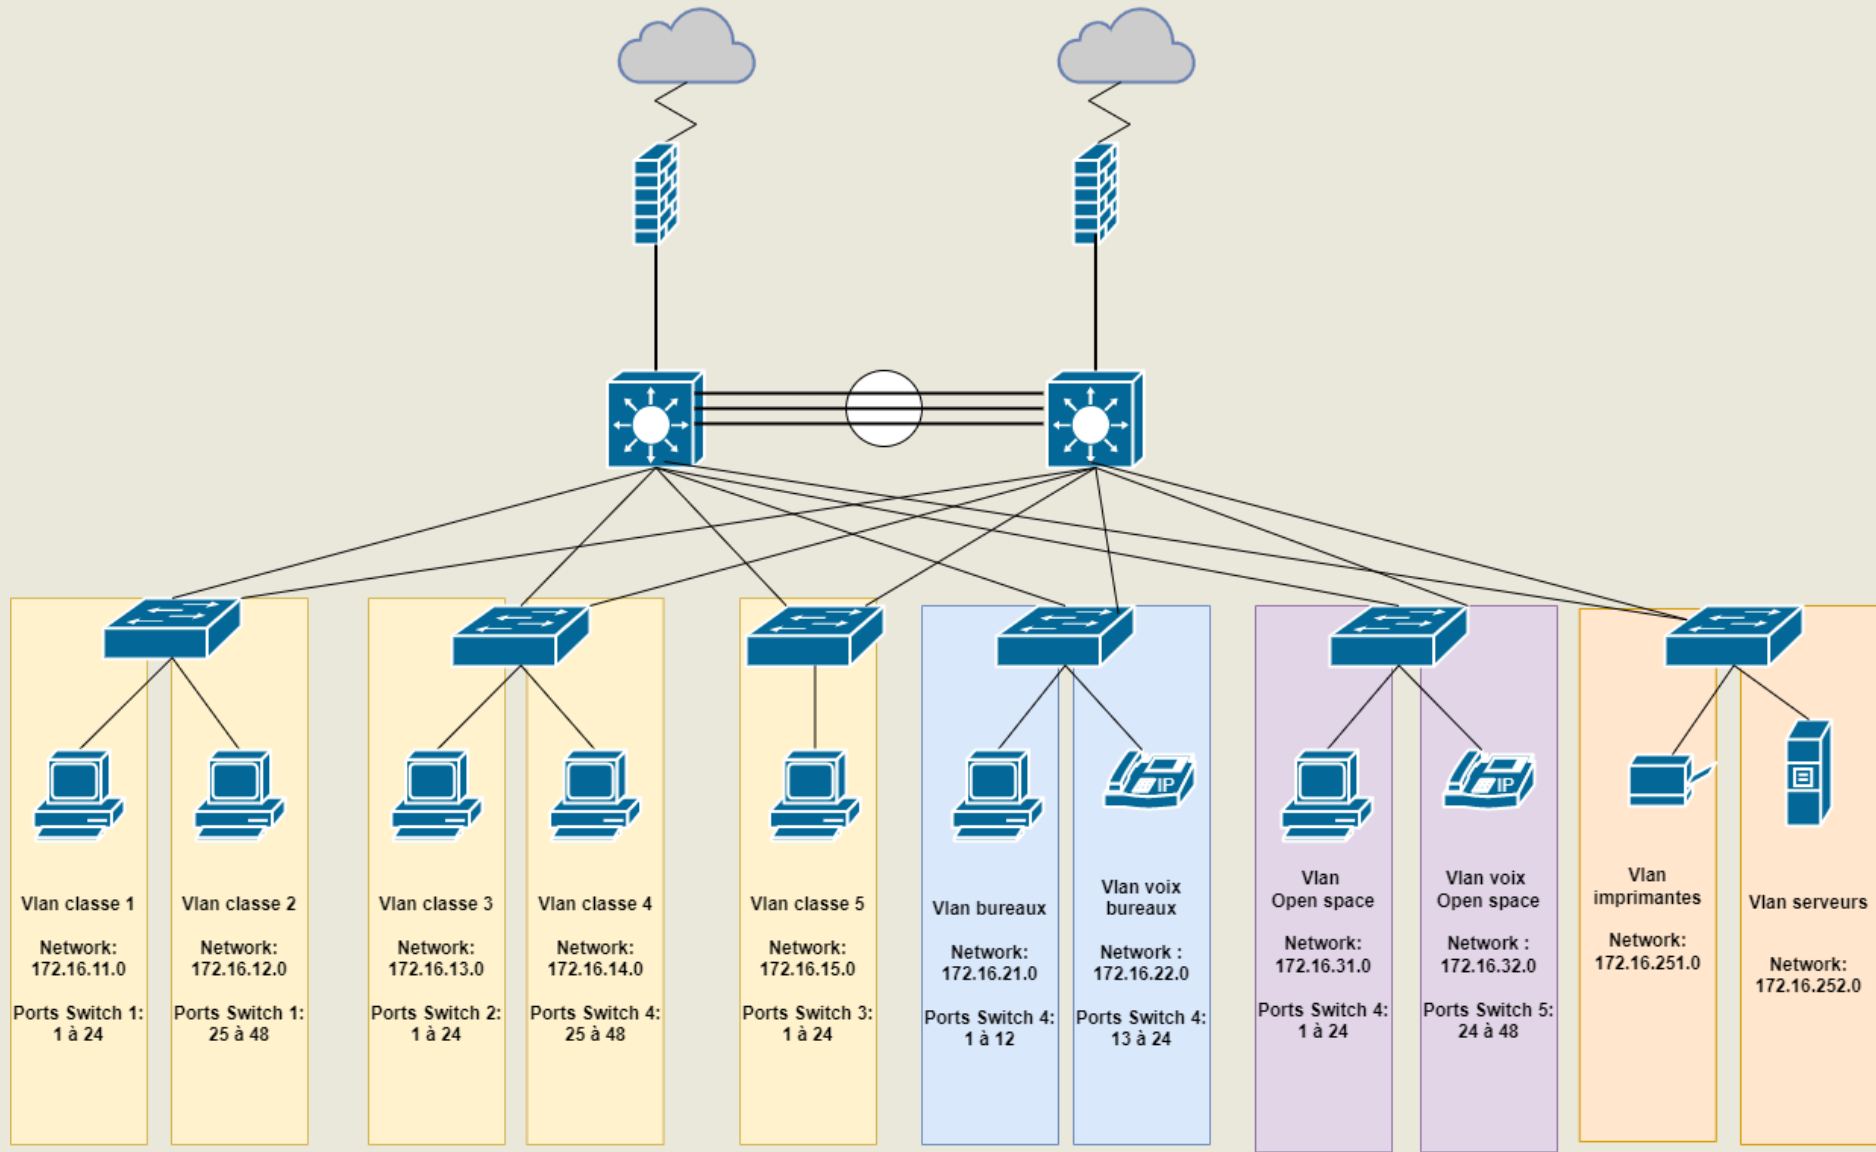 IP
IP
Vlan classe 1
Network:
172.16.11.0
Ports Switch 1:
1 à 24
Vlan classe 2
Network:
172.16.12.0
Ports Switch 1:
25 à 48
Vlan classe 3
Network:
172.16.13.0
Ports Switch 2:
1 à 24
Vlan classe 4
Network:
172.16.14.0
Ports Switch 4:
25 à 48
Vlan classe 5
Network:
172.16.15.0
Ports Switch 3:
1 à 24
Vlan bureaux
Network:
172.16.21.0
Ports Switch 4:
1 à 12
Vlan voix
bureaux
Network :
172.16.22.0
Ports Switch 4:
13 à 24
Vlan
Open space
Network:
172.16.31.0
Ports Switch 4:
1 à 24
Vlan voix
Open space
Network :
172.16.32.0
Ports Switch 5:
24 à 48
Vlan
imprimantes
Network:
172.16.251.0
Vlan serveurs
Network:
172.16.252.0